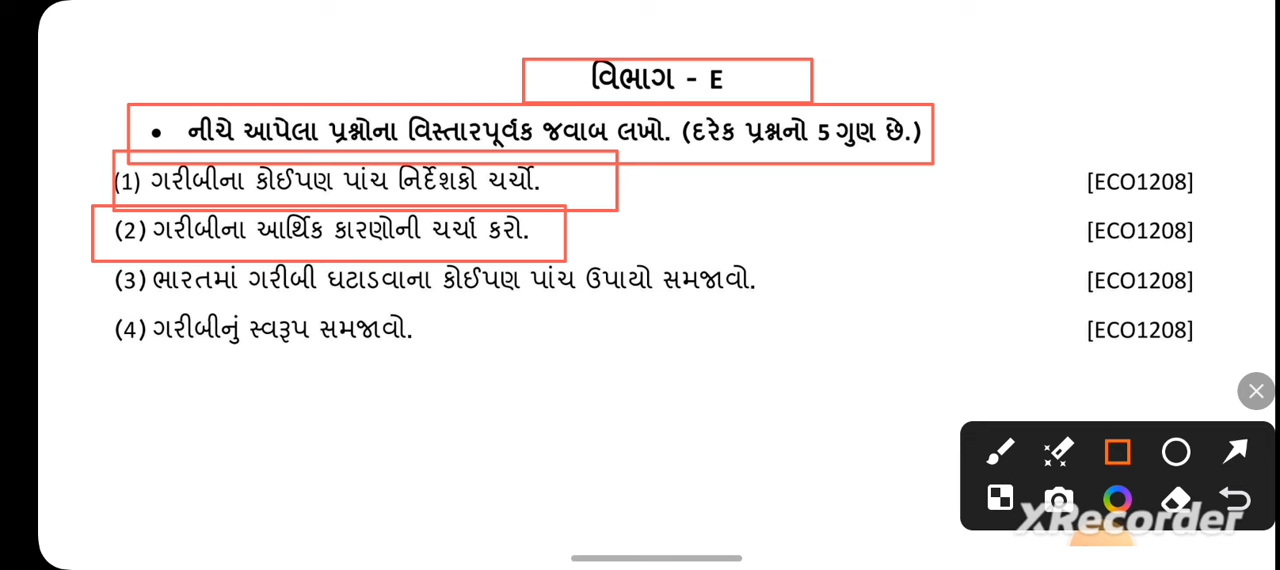 વિભાગ - E
• નીચે આપેલા પ્રશ્નોના વિસ્તારપૂર્વક જવાબ લખો. (દરેક પ્રશ્નનો 5 ગુણ છે.)
(1) ગરીબીના કોઈપણ પાંચ નિર્દેશકો ચર્ચો. [ECO1208]
(2) ગરીબીના આર્થિક કારણોની ચર્ચા કરો. [ECO1208]
(3) ભારતમાં ગરીબી ઘટાડવાના કોઈપણ પાંચ ઉપાયો સમજાવો. [ECO1208]
(4) ગરીબીનું સ્વરૂપ સમજાવો. [ECO1208]
XRecorder